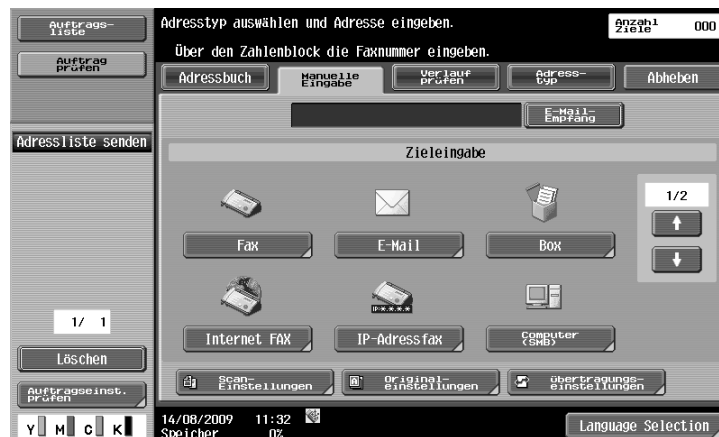 Auftrags-
liste
Auftrag
prüfen
Adresstyp auswählen und Adresse eingeben.
Anzahl
Ziele
000
Über den Zahlenblock die Faxnummer eingeben.
Adressbuch
Manuelle
Eingabe
Verlauf
prüfen
Adress-
typ
Abheben
E-Mail-
Empfang
Adressliste senden
Zieleingabe
1/2
Fax
E-Mail
Box
IP-*.*.*.*
Internet FAX
IP-Adressfax
Computer
(SMB)
1/ 1
Löschen
Auftragseinst.
prüfen
Scan-
Einstellungen
Original-
einstellungen
übertragungs-
einstellungen
Y M C K
14/08/2009 11:32
Speicher 0%
Language Selection